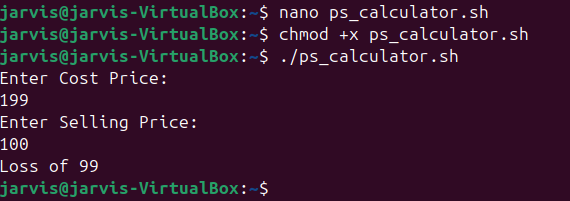 jarvis@jarvis-VirtualBox:~$ nano ps_calculator.sh
jarvis@jarvis-VirtualBox:~$ chmod +x ps_calculator.sh
jarvis@jarvis-VirtualBox:~$ ./ps_calculator.sh
Enter Cost Price:
199
Enter Selling Price:
100
Loss of 99
jarvis@jarvis-VirtualBox:~$